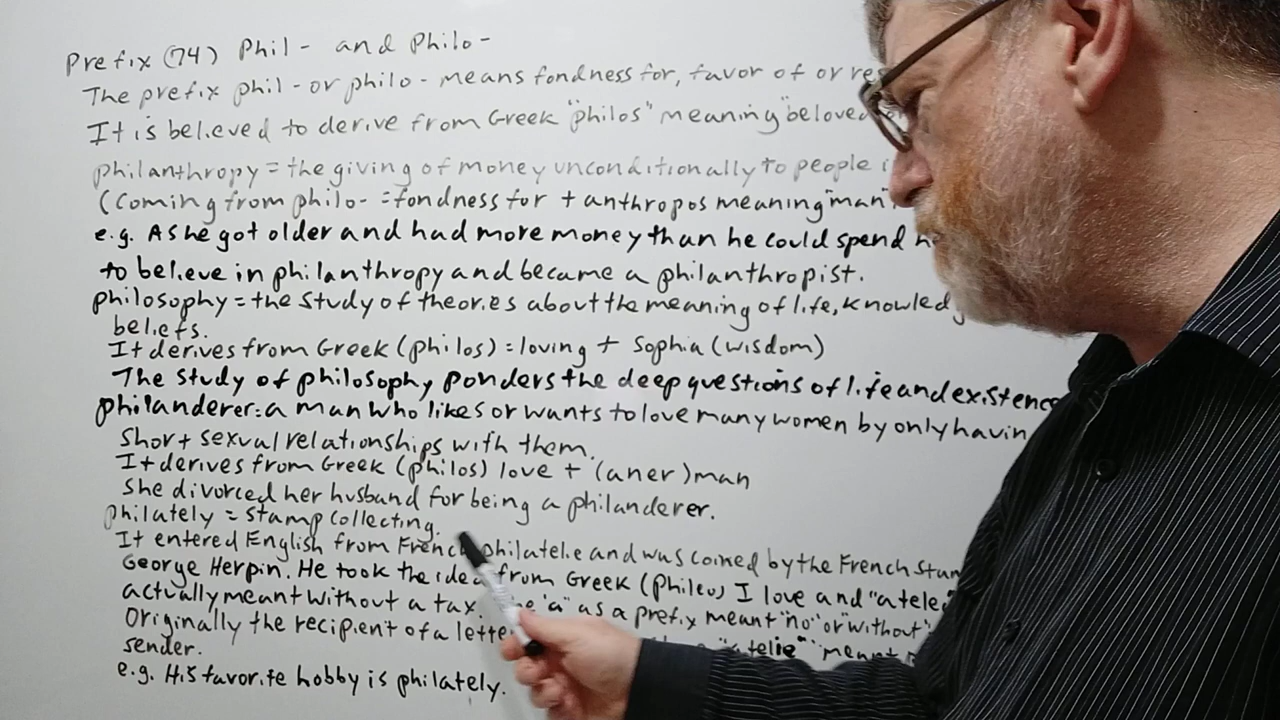 Prefix (74) Phil- and Philo-
The prefix phil- or philo- means fondness for, favor of or
It is believed to derive from Greek "philos" meaning "beloved
philanthropy = the giving of money unconditionally to people
(coming from philo- = fondness for + anthropos meaning "man"
e.g. As he got older and had more money than he could spend
to believe in philanthropy and became a philanthropist.
philosophy = the study of theories about the meaning of life,
beliefs.
It derives from Greek (philos) = loving + Sophia (wisdom)
The study of philosophy ponders the deep questions of life and existence
philanderer: a man who likes or wants to love many women by only
short sexual relationships with them.
It derives from Greek (philos) love + (aner) man
She divorced her husband for being a philanderer.
philately = stamp collecting.
It entered English from French philatelie and was coined by the French
George Herpin. He took the idea from Greek (phileo) I love and
actually meant without a tax. "a" as a prefix meant "no" or "without"
Originally the recipient of a "atelie" meant
sender.
e.g. His favorite hobby is philately.